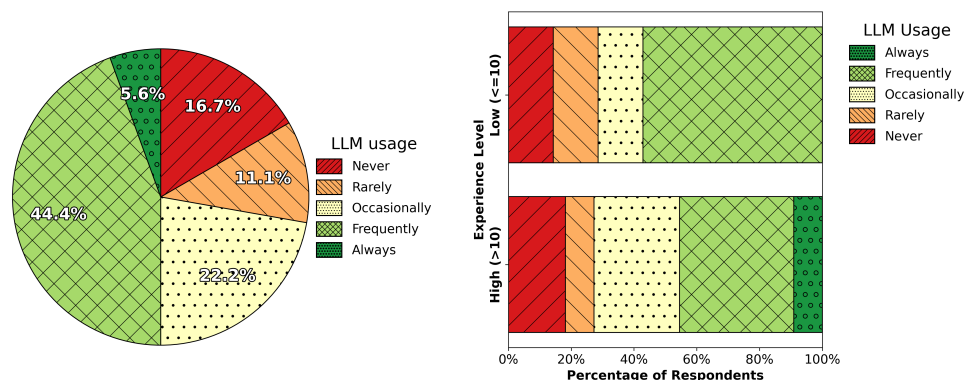 5.6%
16.7%
11.1%
44.4%
22.2%
LLM usage
Never
Rarely
Occasionally
Frequently
Always
Experience Level
Low (<=10)
High (>10)
0%
20%
40%
60%
80%
100%
Percentage of Respondents
LLM Usage
Always
Frequently
Occasionally
Rarely
Never